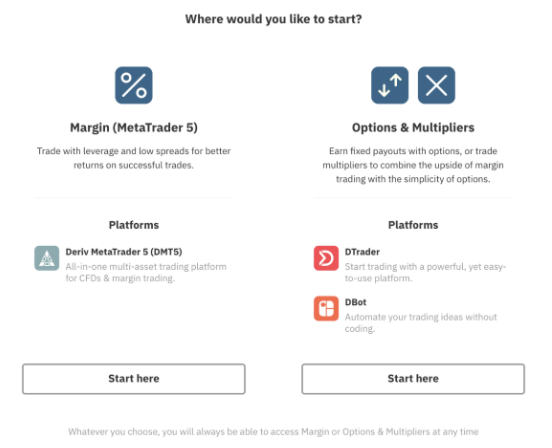 Where would you like to start?
Margin (MetaTrader 5)
Trade with leverage and low spreads for better
returns on successful trades.
Platforms
Deriv MetaTrader 5 (DMT5)
All-in-one multi-asset trading platform
for CFDs & margin trading.
Start here
Options & Multipliers
Earn fixed payouts with options, or trade
multipliers to combine the upside of margin
trading with the simplicity of options.
Platforms
DTrader
Start trading with a powerful, yet easy-
to-use platform.
DBot
Automate your trading ideas without
coding.
Start here
Whatever you choose, you will always be able to access Margin or Options & Multipliers at any time